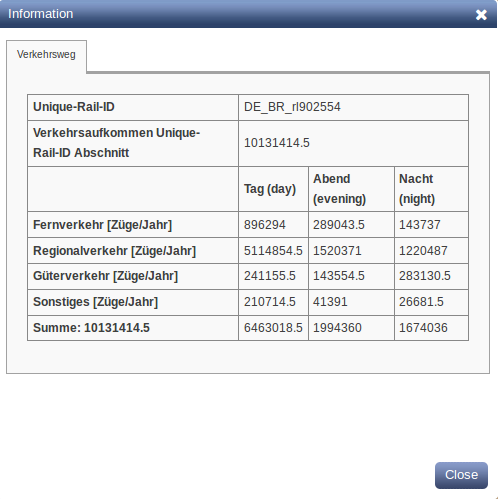 Information
Verkehrsweg
Unique-Rail-ID DE_BR_rl902554
Verkehrsaufkommen Unique-
Rail-ID Abschnitt 10131414.5
Tag (day) Abend (evening) Nacht (night)
Fernverkehr [Züge/Jahr] 896294 289043.5 143737
Regionalverkehr [Züge/Jahr] 5114854.5 1520371 1220487
Güterverkehr [Züge/Jahr] 241155.5 143554.5 283130.5
Sonstiges [Züge/Jahr] 210714.5 41391 26681.5
Summe: 10131414.5 6463018.5 1994360 1674036
Close